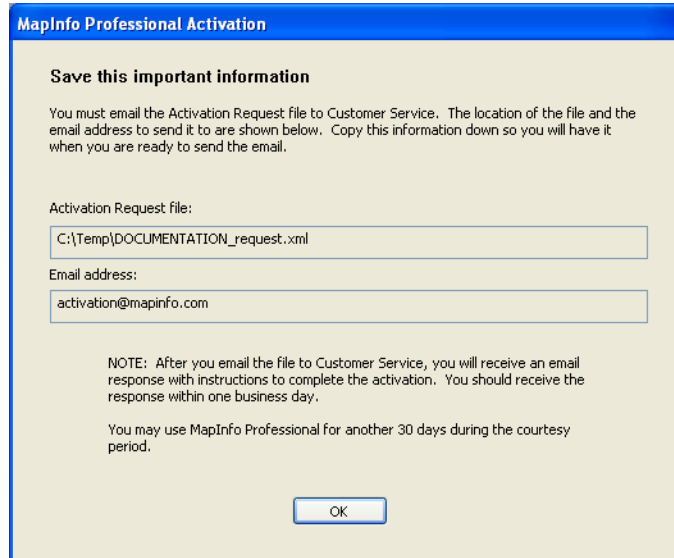 MapInfo Professional Activation
Save this important information
You must email the Activation Request file to Customer Service. The location of the file and the
email address to send it to are shown below. Copy this information down so you will have it
when you are ready to send the email.
Activation Request file:
C:\Temp\DOCUMENTATION_request.xml
Email address:
activation@mapinfo.com
NOTE: After you email the file to Customer Service, you will receive an email
response with instructions to complete the activation. You should receive the
response within one business day.
You may use MapInfo Professional for another 30 days during the courtesy
period.
OK